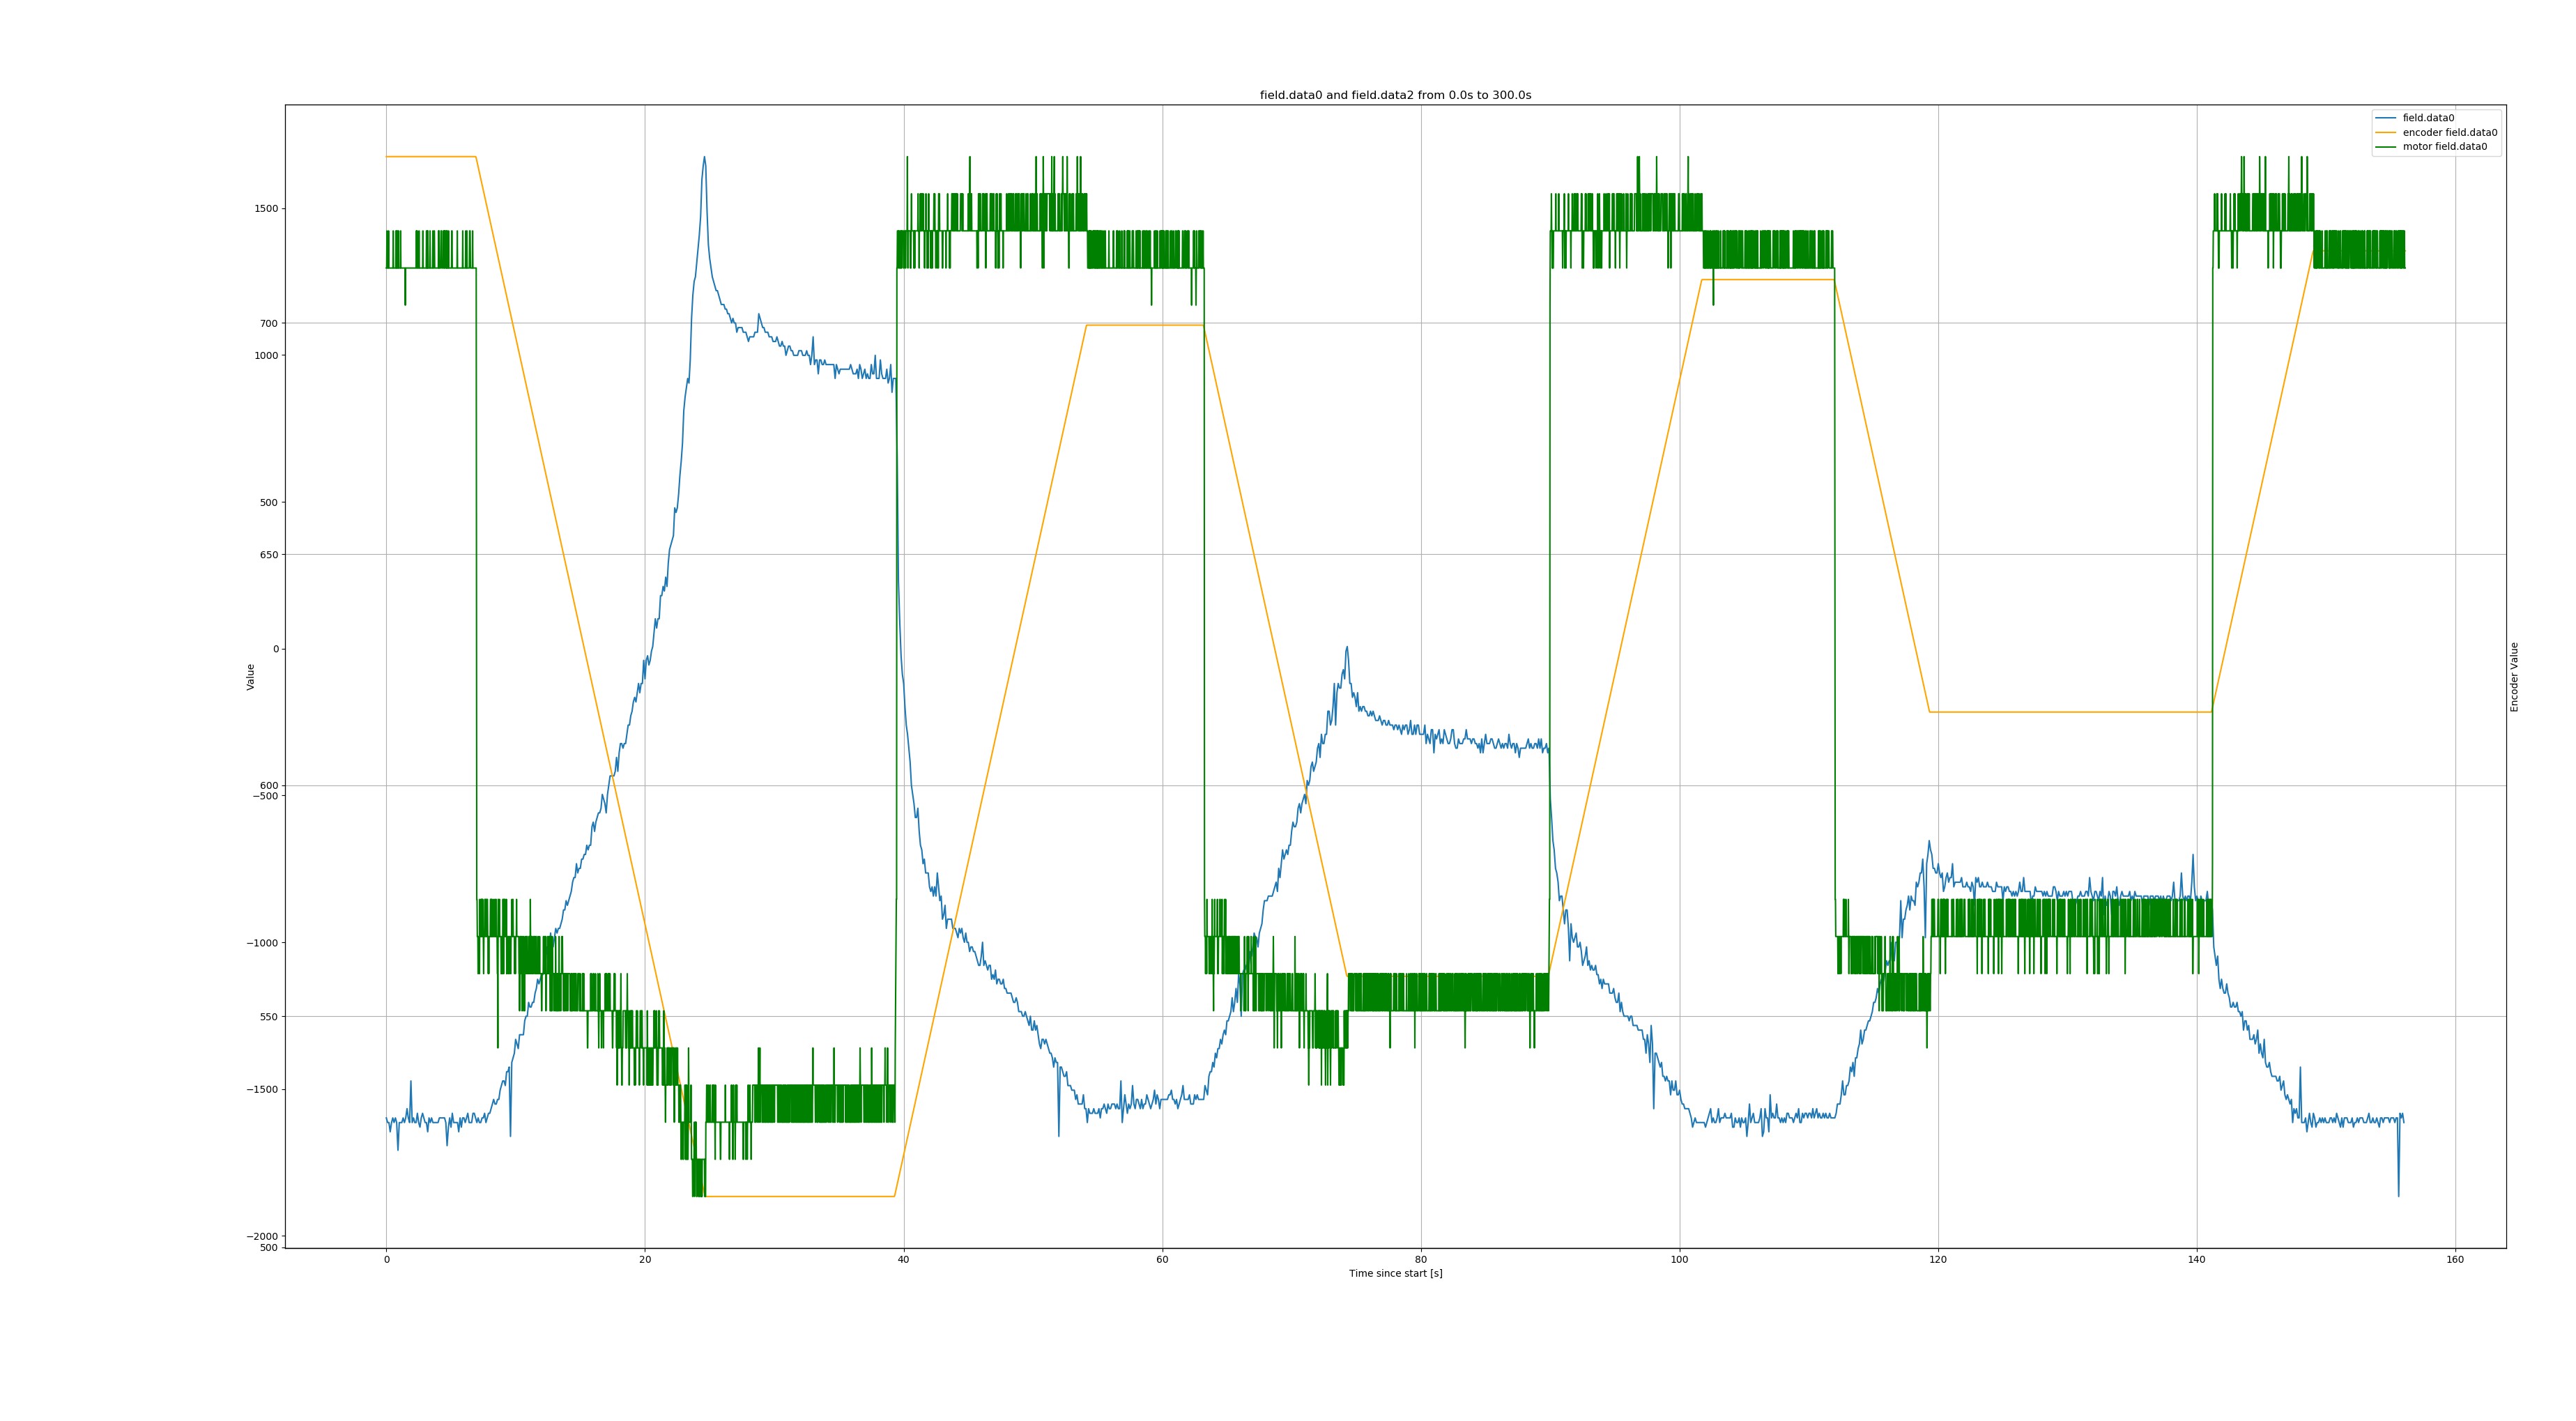 field.data0 and field.data2 from 0.0s to 300.0s
field.data0
encoder field.data0
motor field.data0
1500
700
1000
500
650
0
Value
Encoder Value
600
−500
−1000
550
−1500
−2000
500
0 20 40 60 80 100 120 140 160
Time since start [s]